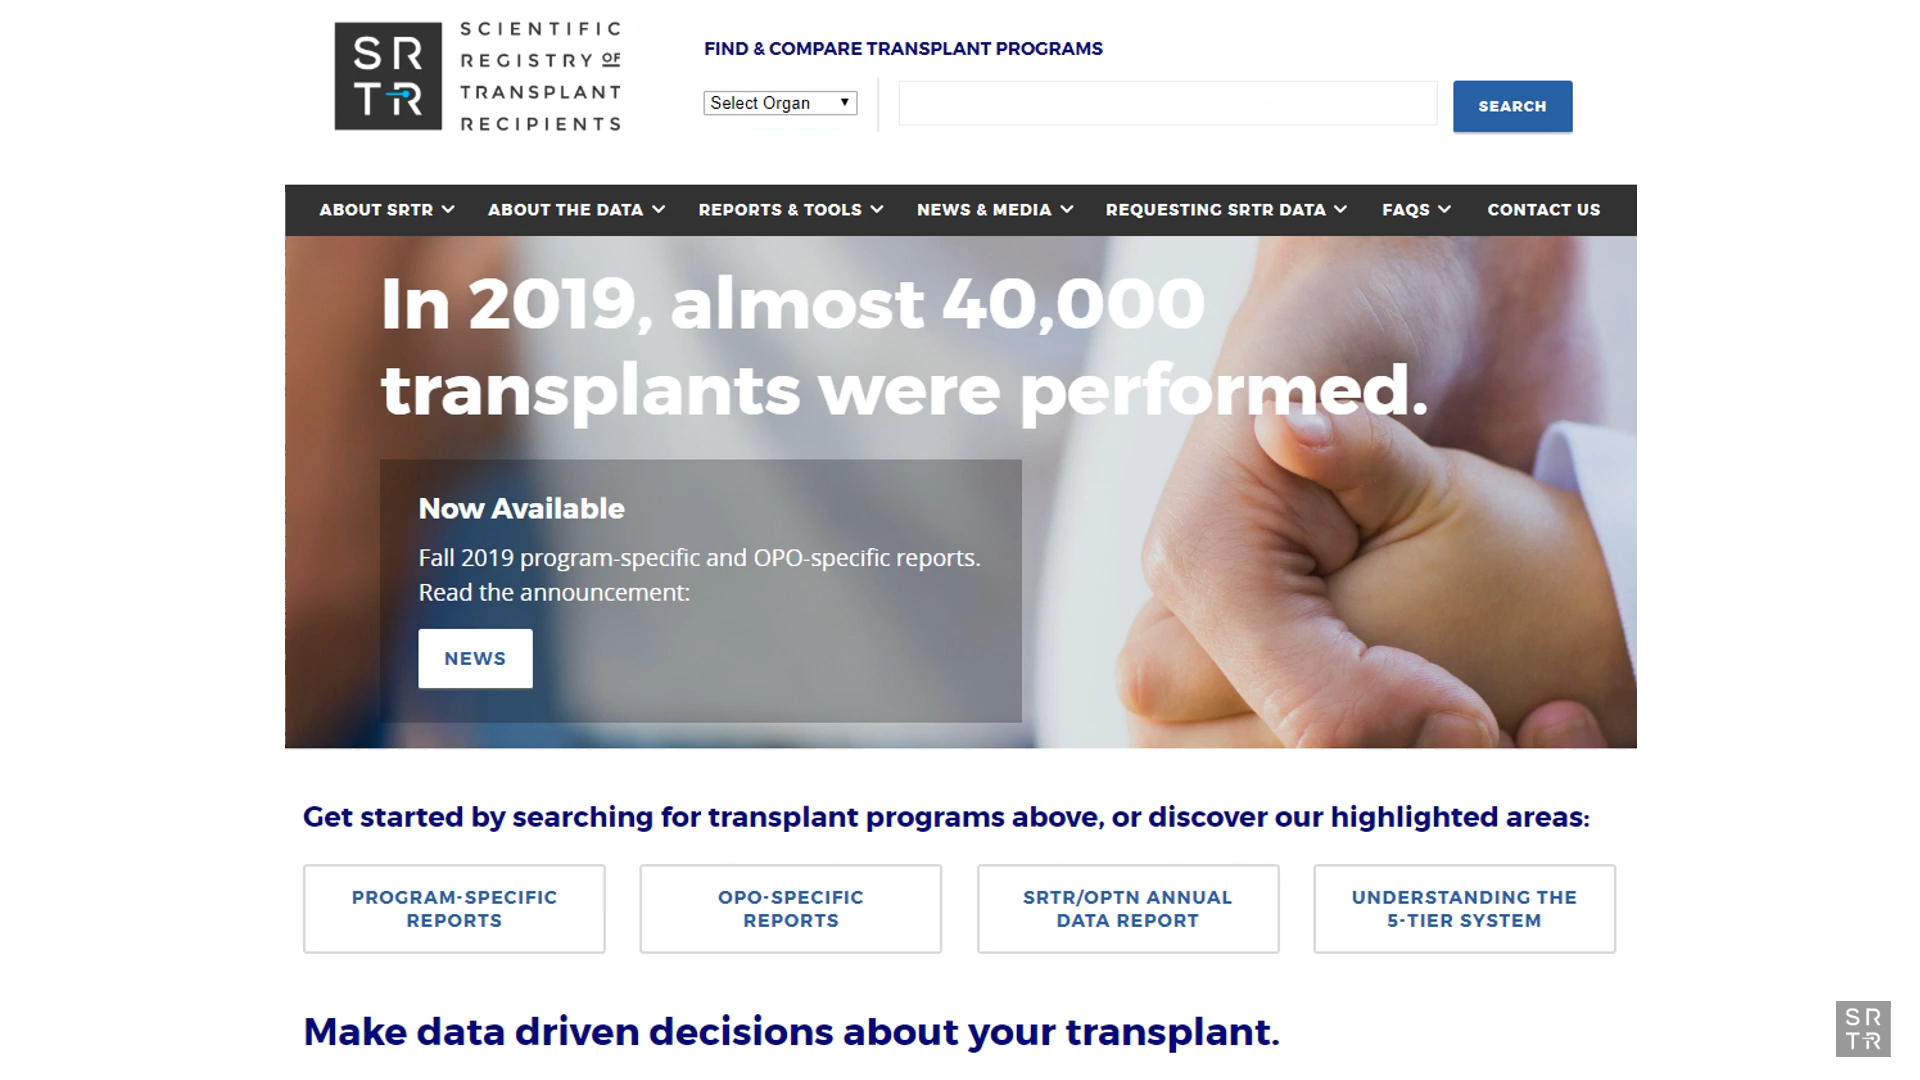 SR
TR
SCIENTIFIC
REGISTRY OF
TRANSPLANT
RECIPIENTS
FIND & COMPARE TRANSPLANT PROGRAMS
Select Organ
SEARCH
ABOUT SRTR
ABOUT THE DATA
REPORTS & TOOLS
NEWS & MEDIA
REQUESTING SRTR DATA
FAQS
CONTACT US
In 2019, almost 40,000
transplants were performed.
Now Available
Fall 2019 program-specific and OPO-specific reports.
Read the announcement:
NEWS
Get started by searching for transplant programs above, or discover our highlighted areas:
PROGRAM-SPECIFIC
REPORTS
OPO-SPECIFIC
REPORTS
SRTR/OPTN ANNUAL
DATA REPORT
UNDERSTANDING THE
5-TIER SYSTEM
Make data driven decisions about your transplant.
SR
TR